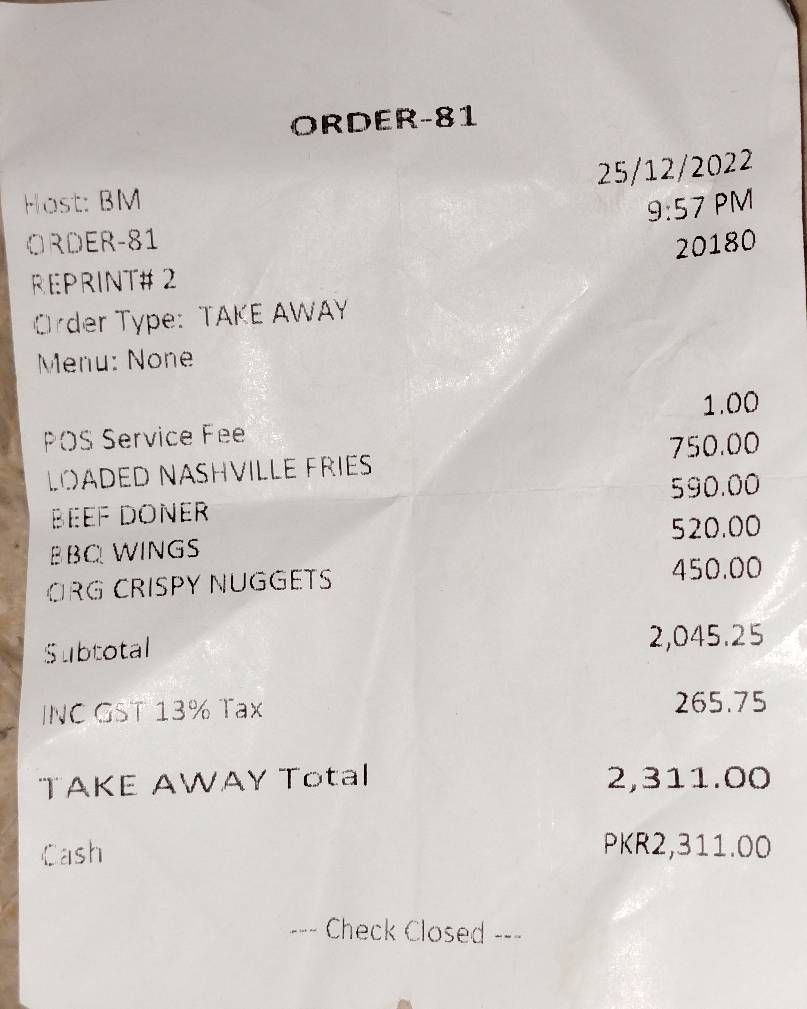 ORDER-81
25/12/2022
Host: BM 9:57 PM
ORDER-81 20180
REPRINT# 2
Order Type: TAKE AWAY
Menu: None
POS Service Fee 1.00
LOADED NASHVILLE FRIES 750.00
BEEF DONER 590.00
BBQ WINGS 520.00
ORG CRISPY NUGGETS 450.00
Subtotal 2,045.25
INC GST 13% Tax 265.75
TAKE AWAY Total 2,311.00
Cash PKR2,311.00
--- Check Closed ---